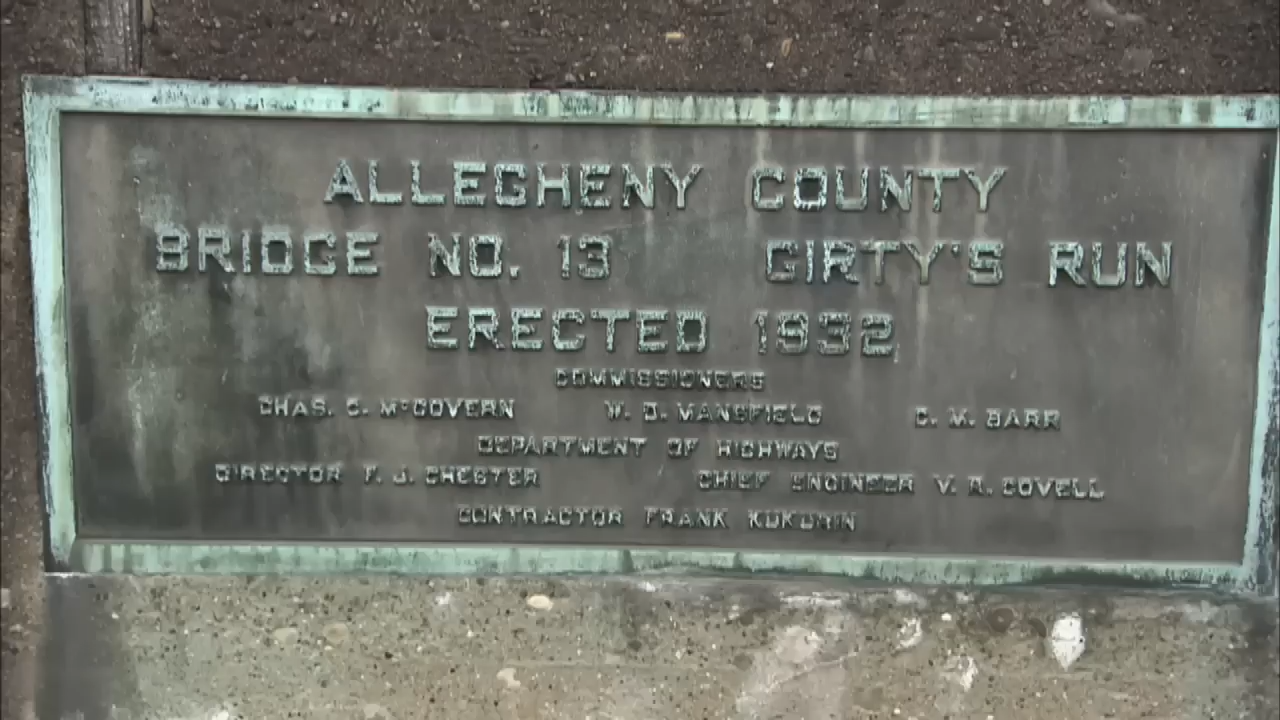 ALLEGHENY COUNTY
BRIDGE NO. 13 GIRTY'S RUN
ERECTED 1932
COMMISSIONERS
CHAS. C. McGOVERN W. D. MANSFIELD C. M. BARR
DEPARTMENT OF HIGHWAYS
DIRECTOR F. J. CHESTER CHIEF ENGINEER V. R. COVELL
CONTRACTOR FRANK